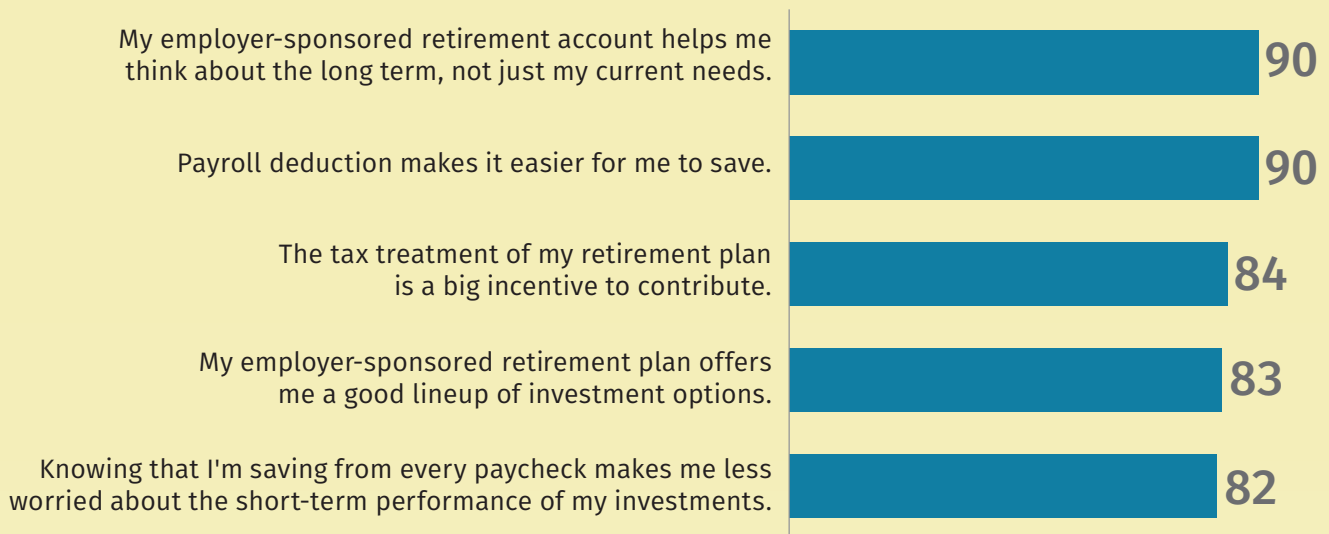 My employer-sponsored retirement account helps me
think about the long term, not just my current needs.
90
Payroll deduction makes it easier for me to save.
90
The tax treatment of my retirement plan
is a big incentive to contribute.
84
My employer-sponsored retirement plan offers
me a good lineup of investment options.
83
Knowing that I'm saving from every paycheck makes me less
worried about the short-term performance of my investments.
82